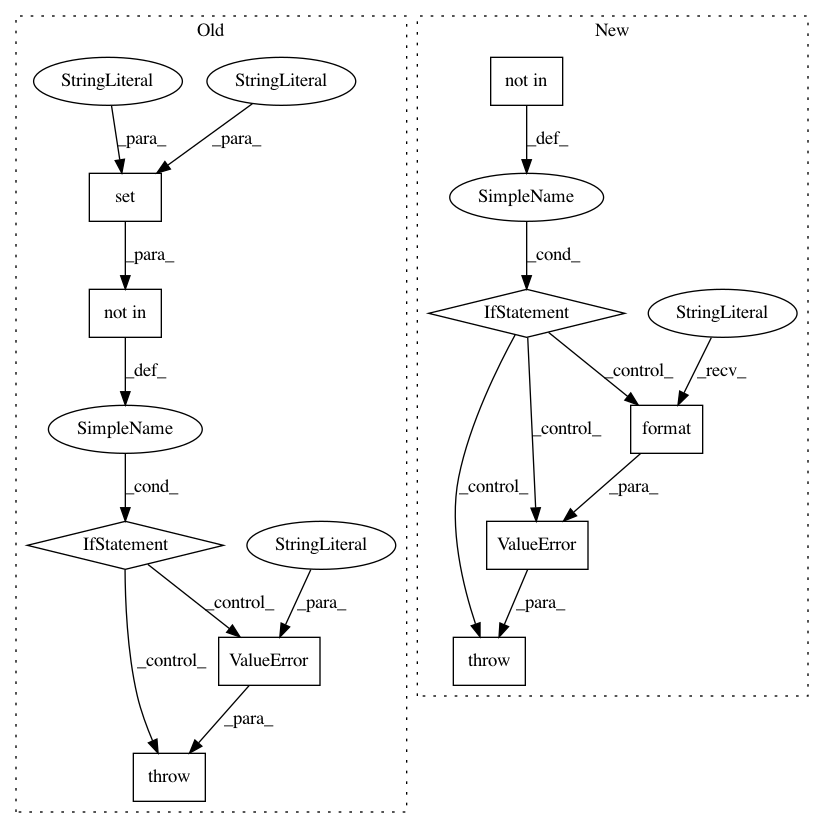 Old
StringLiteral
StringLiteral
_para_
_para_
set
_para_
not in
_def_
SimpleName
_cond_
IfStatement
StringLiteral
_control_
_para_
_control_
ValueError
_para_
throw
New
not in
_def_
SimpleName
_cond_
IfStatement
StringLiteral
_control_
_recv_
_control_
format
_control_
_para_
ValueError
_para_
throw